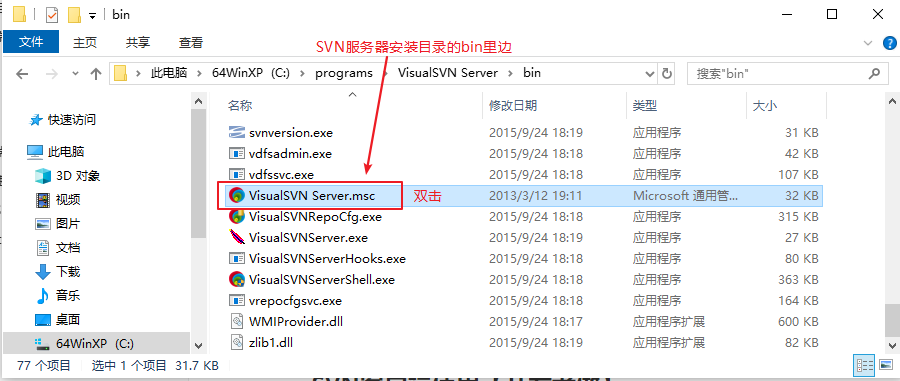 bin
文件 主页 共享 查看
SVN服务器安装目录的bin里边
此电脑 64WinXP (C:) programs VisualSVN Server bin 搜索"bin"
快速访问
此电脑
3D 对象
视频
图片
文档
下载
音乐
桌面
64WinXP (C:)
名称 修改日期 类型 大小
svnversion.exe 2015/9/24 18:19 应用程序 31 KB
vdfsadmin.exe 2015/9/24 18:18 应用程序 42 KB
vdfssvc.exe 2015/9/24 18:18 应用程序 107 KB
VisualSVN Server.msc 双击 2013/3/12 19:11 Microsoft 通用管... 32 KB
VisualSVNRepoCfg.exe 2015/9/24 18:18 应用程序 315 KB
VisualSVNServer.exe 2015/9/24 18:19 应用程序 27 KB
VisualSVNServerHooks.exe 2015/9/24 18:18 应用程序 80 KB
VisualSVNServerShell.exe 2015/9/24 18:18 应用程序 363 KB
vrepocfgsvc.exe 2015/9/24 18:18 应用程序 164 KB
WMIProvider.dll 2015/9/24 18:17 应用程序扩展 600 KB
zlib1.dll 2015/9/24 18:18 应用程序扩展 82 KB
77 个项目 选中 1 个项目 31.7 KB